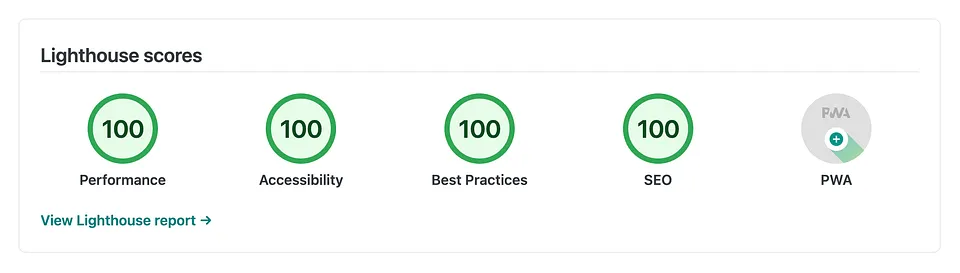 Lighthouse scores
100 100 100 100 PWA
Performance Accessibility Best Practices SEO PWA
View Lighthouse report →